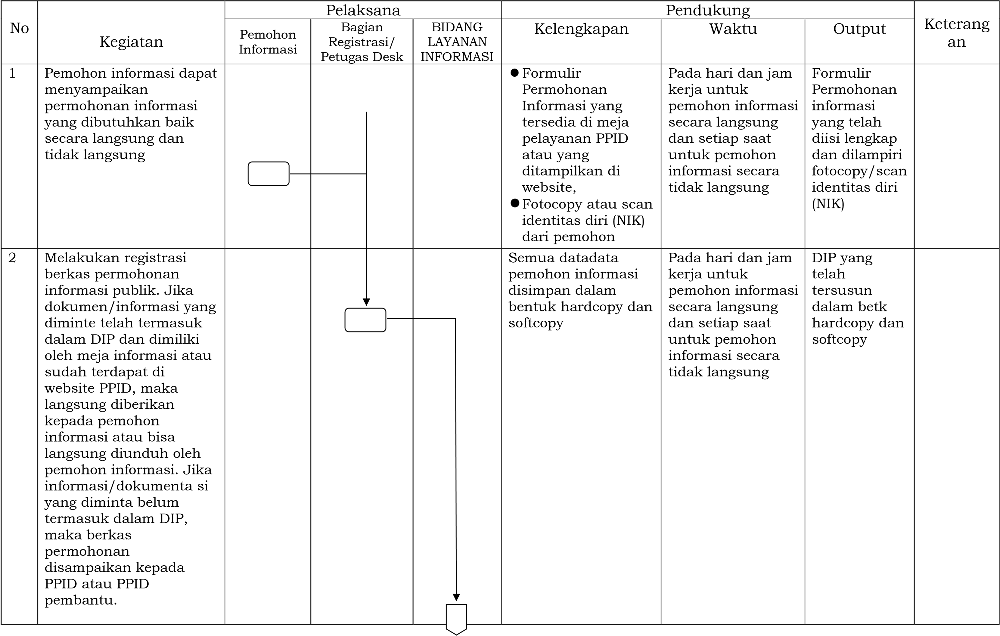 No
Kegiatan
Pelaksana
Pendukung
Keterang
an
Pemohon
Informasi
Bagian
Registrasi/
Petugas Desk
BIDANG
LAYANAN
INFORMASI
Kelengkapan
Waktu
Output
1
Pemohon informasi dapat
menyampaikan
permohonan informasi
yang dibutuhkan baik
secara langsung dan
tidak langsung
● Formulir
Permohonan
Informasi yang
tersedia di meja
pelayanan PPID
atau yang
ditampilkan di
website,
● Fotocopy atau scan
identitas diri (NIK)
dari pemohon
Pada hari dan jam
kerja untuk
pemohon informasi
secara langsung
dan setiap saat
untuk pemohon
informasi secara
tidak langsung
Formulir
Permohonan
informasi
yang telah
diisi lengkap
dan dilampiri
fotocopy/scan
identitas diri
(NIK)
2
Melakukan registrasi
berkas permohonan
informasi publik. Jika
dokumen/informasi yang
diminte telah termasuk
dalam DIP dan dimiliki
oleh meja informasi atau
sudah terdapat di
website PPID, maka
langsung diberikan
kepada pemohon
informasi atau bisa
langsung diunduh oleh
pemohon informasi. Jika
informasi/dokumenta si
yang diminta belum
termasuk dalam DIP,
maka berkas
permohonan
disampaikan kepada
PPID atau PPID
pembantu.
Semua datadata
pemohon informasi
disimpan dalam
bentuk hardcopy dan
softcopy
Pada hari dan jam
kerja untuk
pemohon informasi
secara langsung
dan setiap saat
untuk pemohon
informasi secara
tidak langsung
DIP yang
telah
tersusun
dalam betk
hardcopy dan
softcopy